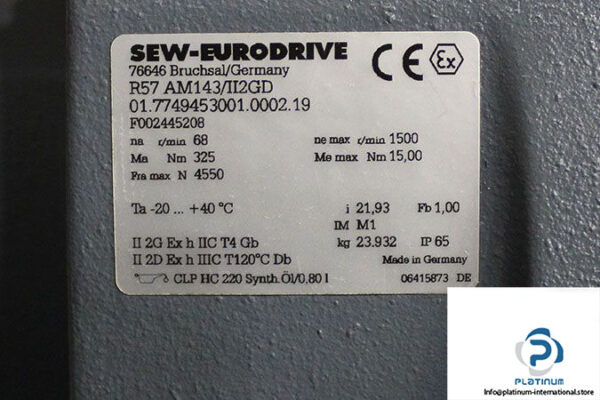 SEW-EURODRIVE
76646 Bruchsal/Germany
CE Ex
R57 AM143/II2GD
01.7749453001.0002.19
F002445208
na r/min 68 ne max r/min 1500
Ma Nm 325 Me max Nm 15,00
Fra max N 4550
Ta -20 ... +40 °C i 21,93 Fb 1,00
IM M1
II 2G Ex h IIC T4 Gb kg 23.932 IP 65
II 2D Ex h IIIC T120°C Db Made in Germany
CLP HC 220 Synth.Öl/0,80 l 06415873 DE
PLATINUM
Info@platinum-international.store